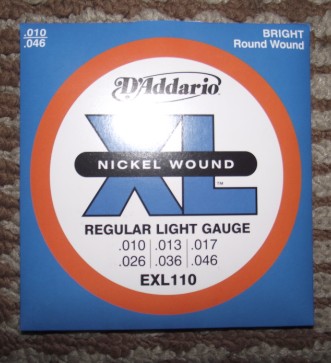 .010
.046
BRIGHT
Round Wound
D'Addario
XL
NICKEL WOUND
TM
REGULAR LIGHT GAUGE
.010 .013 .017
.026 .036 .046
EXL110